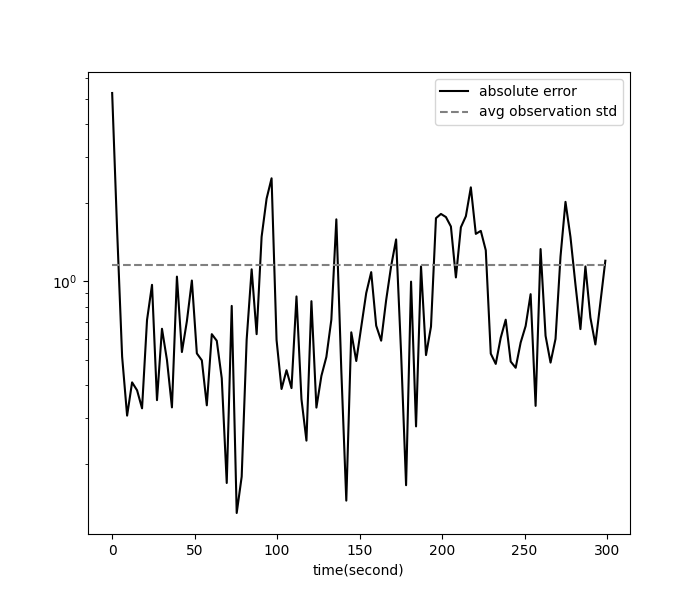 absolute error
avg observation std
10⁰
0 50 100 150 200 250 300
time(second)